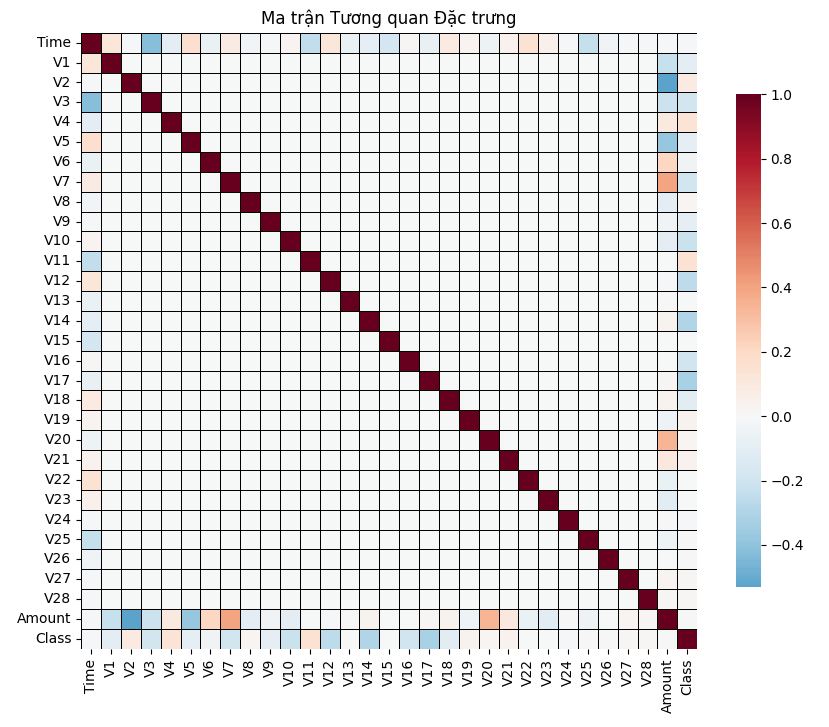 Ma trận Tương quan Đặc trưng
Time
V1
V2
V3
V4
V5
V6
V7
V8
V9
V10
V11
V12
V13
V14
V15
V16
V17
V18
V19
V20
V21
V22
V23
V24
V25
V26
V27
V28
Amount
Class
Time
V1
V2
V3
V4
V5
V6
V7
V8
V9
V10
V11
V12
V13
V14
V15
V16
V17
V18
V19
V20
V21
V22
V23
V24
V25
V26
V27
V28
Amount
Class
1.0
0.8
0.6
0.4
0.2
0.0
−0.2
−0.4